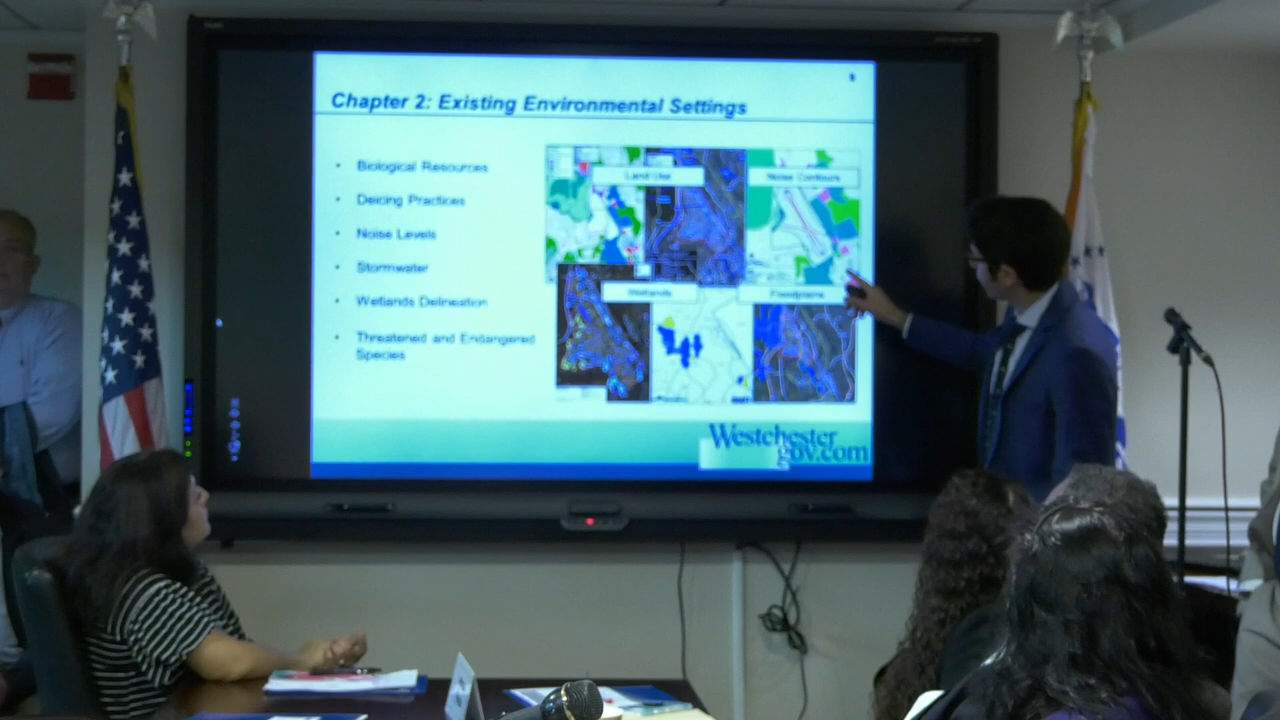 Chapter 2: Existing Environmental Settings
• Biological Resources
• Deicing Practices
• Noise Levels
• Stormwater
• Wetlands Delineation
• Threatened and Endangered
Species
Land Use
Noise Contours
Wetlands
Floodplains
Westchester
gov.com